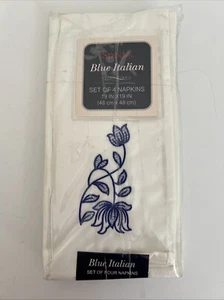 Blue Italian
SET OF 4 NAPKINS
19 IN x 19 IN
(48 cm x 48 cm)
Blue Italian
SET OF FOUR NAPKINS